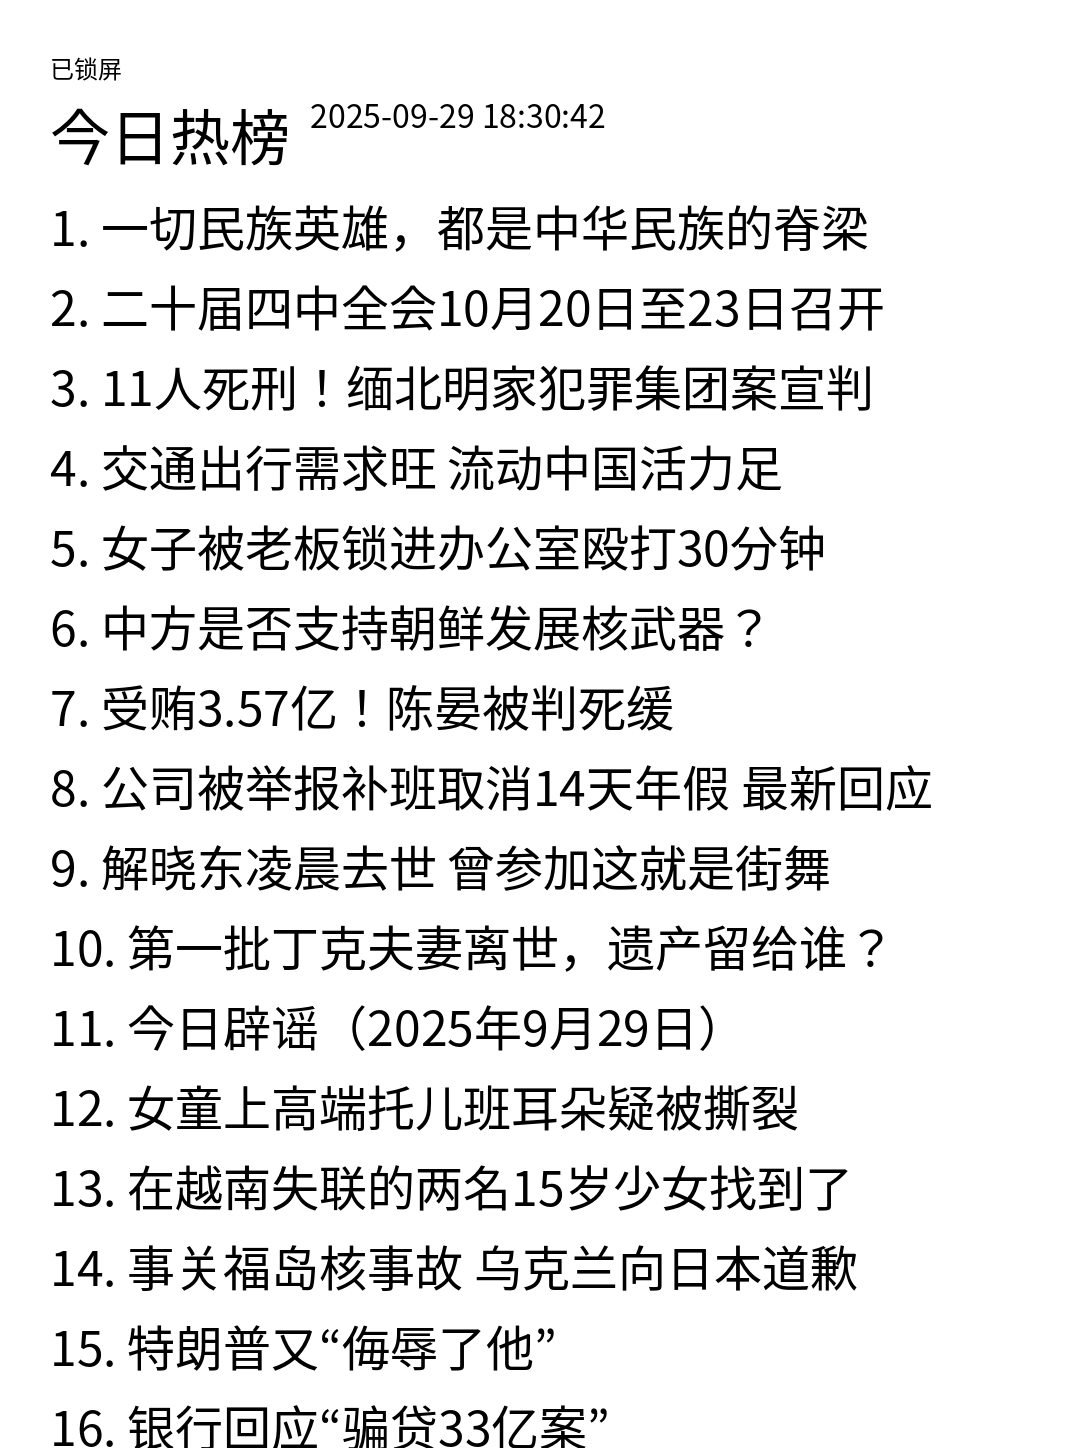 已锁屏
今日热榜 2025-09-29 18:30:42
1. 一切民族英雄，都是中华民族的脊梁
2. 二十届四中全会10月20日至23日召开
3. 11人死刑！缅北明家犯罪集团案宣判
4. 交通出行需求旺 流动中国活力足
5. 女子被老板锁进办公室殴打30分钟
6. 中方是否支持朝鲜发展核武器？
7. 受贿3.57亿！陈晏被判死缓
8. 公司被举报补班取消14天年假 最新回应
9. 解晓东凌晨去世 曾参加这就是街舞
10. 第一批丁克夫妻离世，遗产留给谁？
11. 今日辟谣（2025年9月29日）
12. 女童上高端托儿班耳朵疑被撕裂
13. 在越南失联的两名15岁少女找到了
14. 事关福岛核事故 乌克兰向日本道歉
15. 特朗普又“侮辱了他”
16. 银行回应“骗贷33亿案”